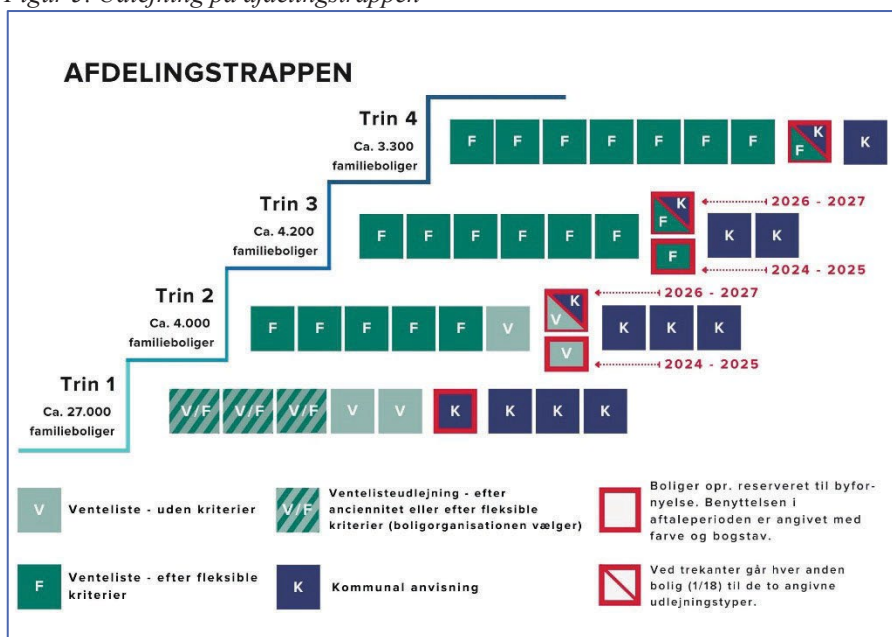 Figur 3. Udlejning på afdelingstrappen
AFDELINGSTRAPPEN
Trin 4
Ca. 3.300
familieboliger
F F F F F F F F K K
Trin 3
Ca. 4.200
familieboliger
F F F F F F
K F
F
K K
2026 - 2027
2024 - 2025
Trin 2
Ca. 4.000
familieboliger
F F F F F V
K V
V
K K K
2026 - 2027
2024 - 2025
Trin 1
Ca. 27.000
familieboliger
V/F V/F V/F V V K K K K
V
Venteliste - uden kriterier
V/F
Ventelisteudlejning - efter
anciennitet eller efter fleksible
kriterier (boligorganisationen vælger)
Boliger opr. reserveret til byfor-
nyelse. Benyttelsen i
aftaleperioden er angivet med
farve og bogstav.
F
Venteliste - efter fleksible
kriterier
K
Kommunal anvisning
Ved trekanter går hver anden
bolig (1/18) til de to angivne
udlejningstyper.